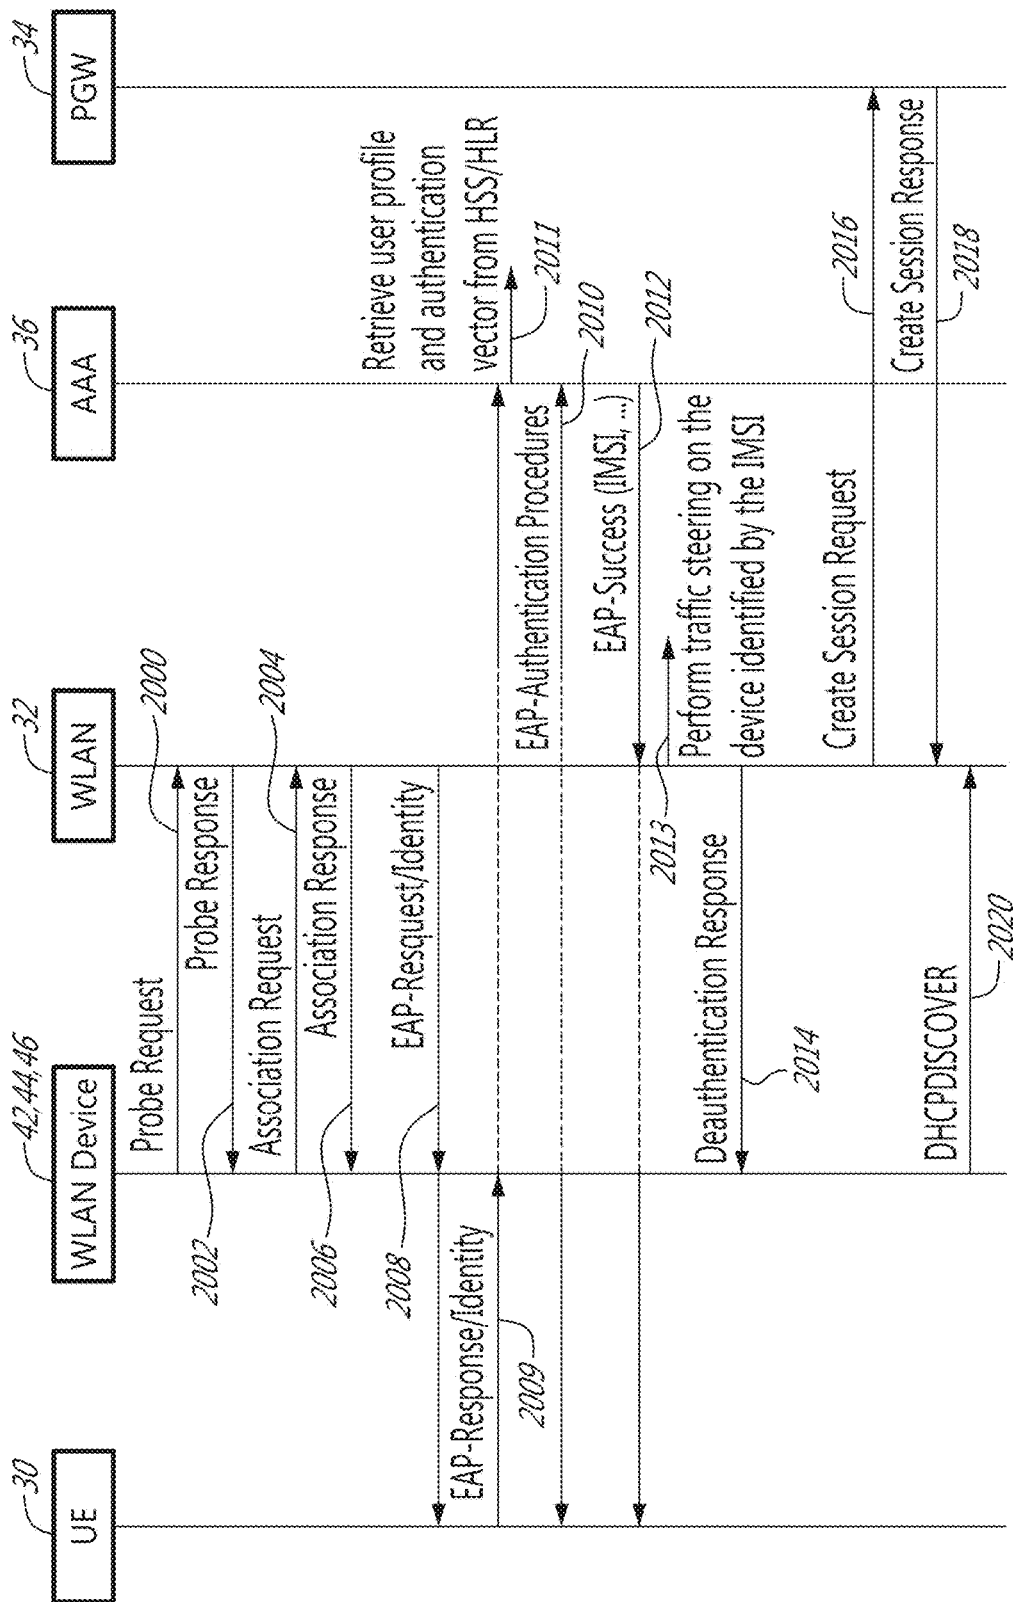 30
UE
42,44,46
WLAN Device
32
WLAN
36
AAA
34
PGW
Probe Request
2000
Probe Response
2002
Association Request
2004
Association Response
2006
EAP-Resquest/Identity
2008
EAP-Response/Identity
2009
Retrieve user profile
and authentication
vector from HSS/HLR
2011
EAP-Authentication Procedures
2010
EAP-Success (IMSI, ...)
2012
2013
Perform traffic steering on the
device identified by the IMSI
Deauthentication Response
2014
Create Session Request
2016
Create Session Response
2018
DHCPDISCOVER
2020